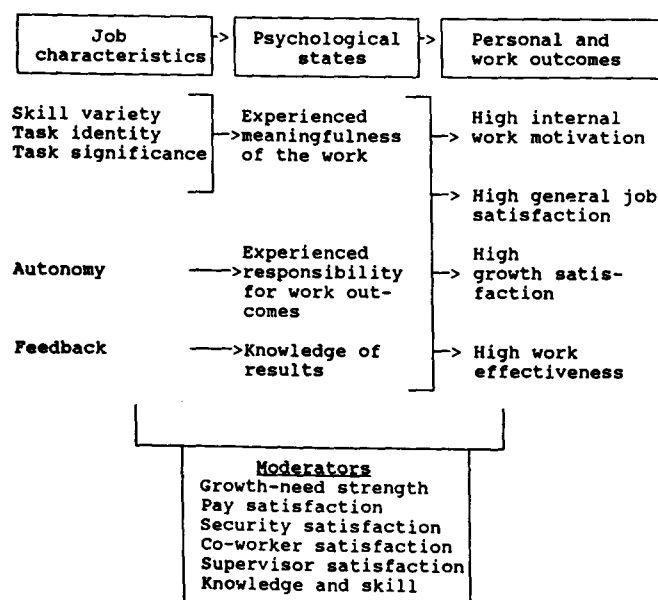 Job characteristics
Psychological states
Personal and work outcomes
Skill variety
Task identity
Task significance
Experienced
meaningfulness
of the work
High internal
work motivation
High general job
satisfaction
Autonomy
Experienced
responsibility
for work out-
comes
High
growth satis-
faction
Feedback
Knowledge of
results
High work
effectiveness
Moderators
Growth-need strength
Pay satisfaction
Security satisfaction
Co-worker satisfaction
Supervisor satisfaction
Knowledge and skill